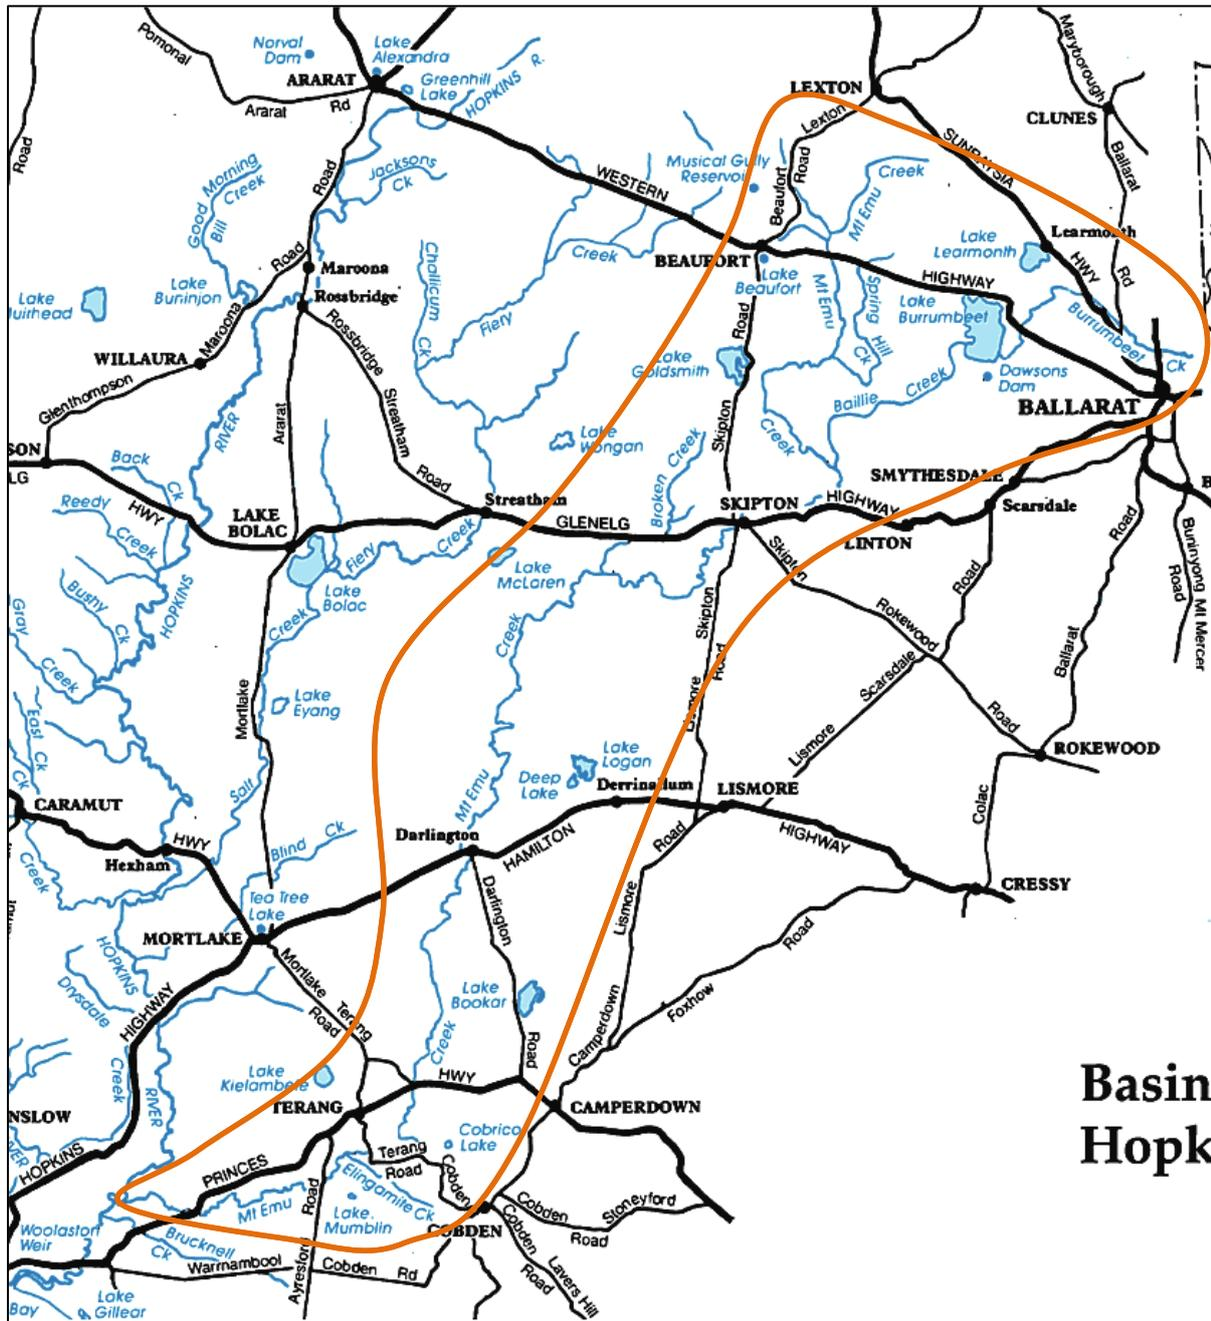 Pomonal
Norval
Dam
Lake
Alexandra
ARARAT
Greenhill
Lake
HOPKINS R.
Ararat
Rd
Road
LEXTON
Lexton
Maryborough
CLUNES
Ballarat
Rd
SUNRAYSIA
HWY
Musical Gully
Reservoir
Beaufort
Road
Creek
Mt Emu
Jacksons
Ck
Road
Good Morning
Bill
Creek
WESTERN
HIGHWAY
Learmonth
Lake
Learmonth
BEAUFORT
Lake
Beaufort
Creek
Fiery
Challicum
Ck
Maroona
Road
Maroona
Rossbridge
Lake
Buninjon
Lake
uirhead
WILLAURA
Glenthompson
Rossbridge
Streatham
Road
Ararat
RIVER
Mt Emu
Ck
Spring
Hill
Lake
Burrumbeet
Burrumbeet
Ck
Dawsons
Dam
Baillie
Creek
BALLARAT
Road
Skipton
Lake
Goldsmith
Lake
Wongan
Broken Creek
Creek
SON
LG
Back
Ck
Reedy
Creek
HWY
LAKE
BOLAC
Streatham
GLENELG
HIGHWAY
SKIPTON
LINTON
SMYTHESDALE
Scarsdale
B
Buninyong Mt Mercer
Road
Road
Ballarat
Fiery
Creek
Lake
McLaren
Lake
Bolac
Creek
Salt
Bushy
Ck
HOPKINS
Gray
Creek
East Ck
Ck
Lake
Eyang
Mortlake
Creek
Mt Emu
Skipton
Road
Lismore
Skipton
Rokewood
Road
Road
Scarsdale
Lismore
ROKEWOOD
Colac
Lake
Logan
Deep
Lake
Derrinallum
LISMORE
HIGHWAY
CRESSY
CARAMUT
Hexham
HWY
Creek
Blind Ck
Darlington
HAMILTON
Tea Tree
Lake
MORTLAKE
HOPKINS
Drysdale
Creek
HIGHWAY
RIVER
Mortlake
Terang
Road
Darlington
Road
Lake
Bookar
Creek
Road
Lismore
Camperdown
Foxhow
Road
Lake
Kielambete
TERANG
HWY
CAMPERDOWN
NSLOW
HOPKINS
PRINCES
Terang
Road
Cobden
Cobrico
Lake
Elingamite Ck
Lake
Mumblin
Mt Emu
Road
Ayresford
COBDEN
Cobden
Stoneyford
Road
Cobden
Lavers Hill
Road
Woolaston
Weir
Brucknell
Ck
Warrnambool
Cobden
Rd
Lake
Gillear
Bay
Basin
Hopk